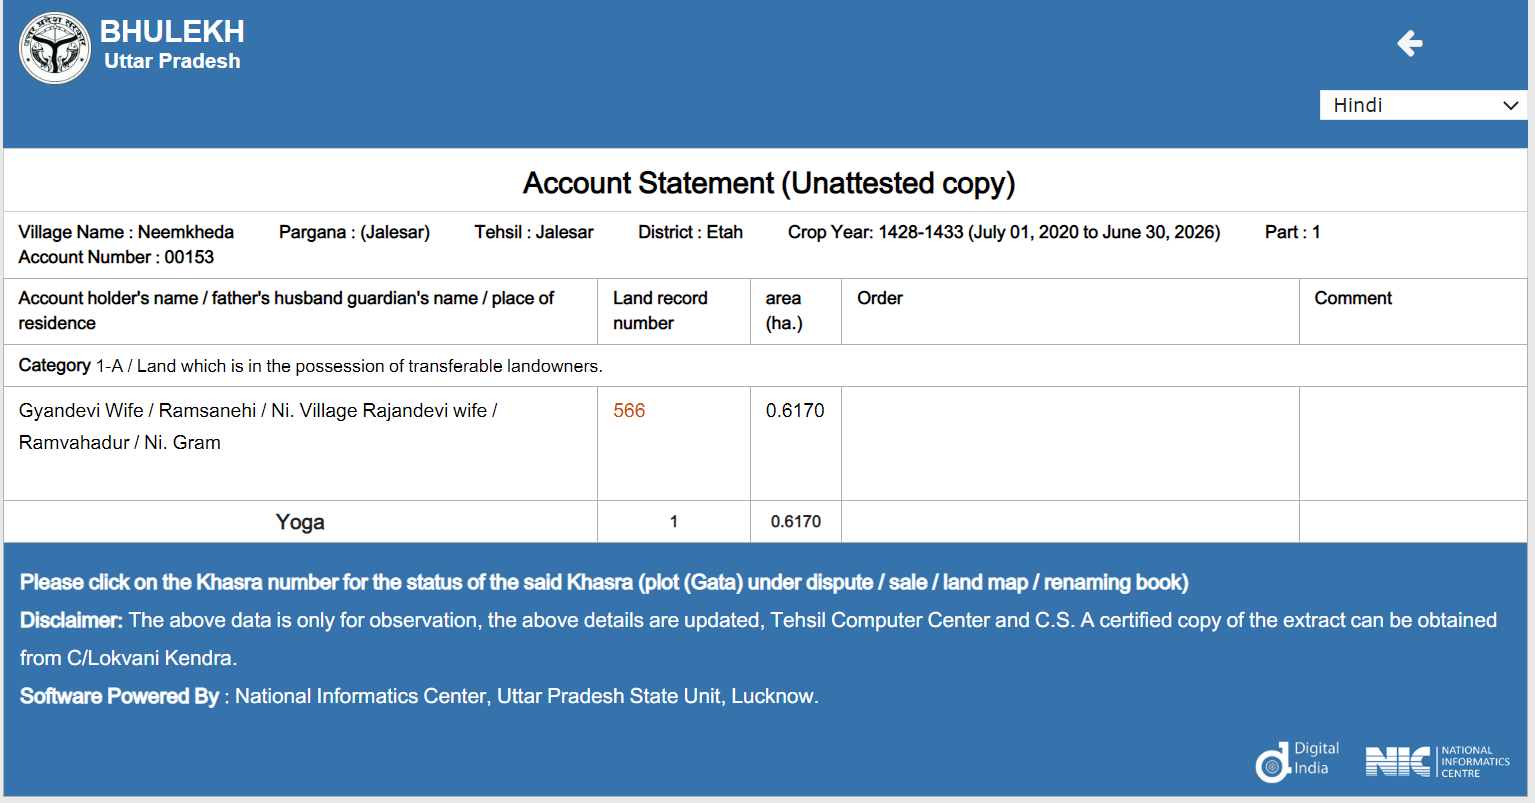 BHULEKH
Uttar Pradesh
Hindi
Account Statement (Unattested copy)
Village Name : Neemkheda Pargana : (Jalesar) Tehsil : Jalesar District : Etah Crop Year: 1428-1433 (July 01, 2020 to June 30, 2026) Part : 1
Account Number : 00153
Account holder's name / father's husband guardian's name / place of residence
Land record number
area (ha.)
Order
Comment
Category 1-A / Land which is in the possession of transferable landowners.
Gyandevi Wife / Ramsanehi / Ni. Village Rajandevi wife / 566 0.6170
Ramvahadur / Ni. Gram
Yoga 1 0.6170
Please click on the Khasra number for the status of the said Khasra (plot (Gata) under dispute / sale / land map / renaming book)
Disclaimer: The above data is only for observation, the above details are updated, Tehsil Computer Center and C.S. A certified copy of the extract can be obtained
from C/Lokvani Kendra.
Software Powered By : National Informatics Center, Uttar Pradesh State Unit, Lucknow.
Digital
India
NIC
NATIONAL
INFORMATICS
CENTRE